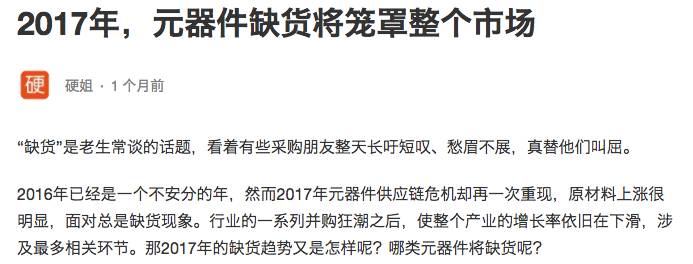 2017年，元器件缺货将笼罩整个市场
硬
硬姐 · 1 个月前
“缺货”是老生常谈的话题，看着有些采购朋友整天长吁短叹、愁眉不展，真替他们叫屈。
2016年已经是一个不安分的年，然而2017年元器件供应链危机却再一次重现，原材料上涨很
明显，面对总是缺货现象。行业的一系列并购狂潮之后，使整个产业的增长率依旧在下滑，涉
及最多相关环节。那2017年的缺货趋势又是怎样呢？哪类元器件将缺货呢？